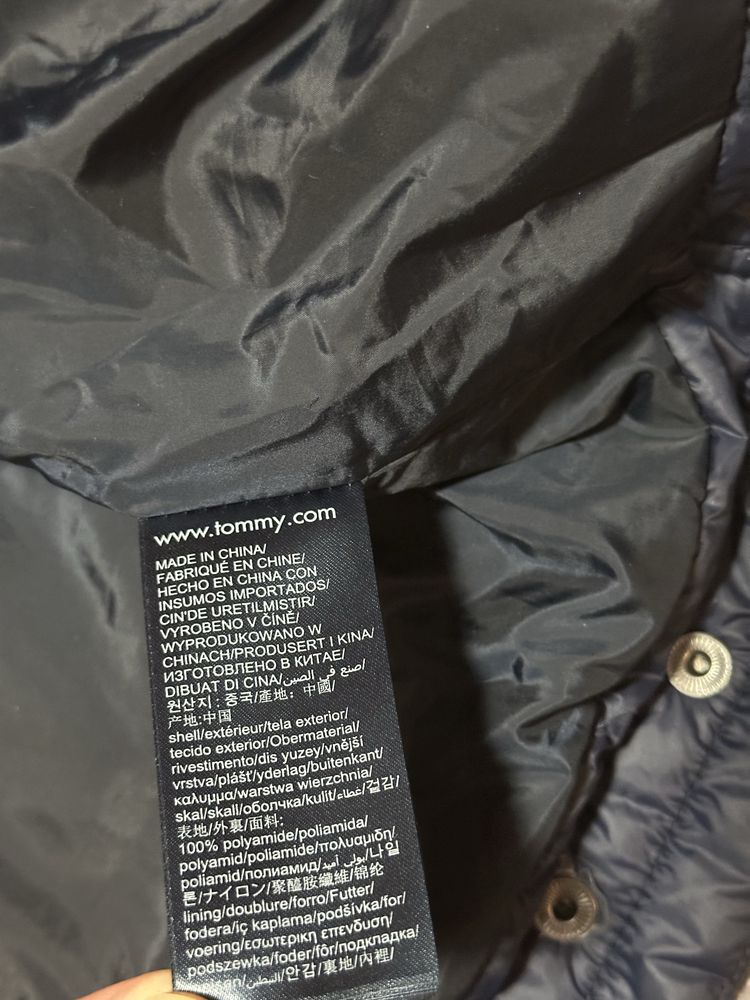 www.tommy.com
MADE IN CHINA/
FABRIQUÉ EN CHINE/
HECHO EN CHINA CON
INSUMOS IMPORTADOS/
CIN'DE URETILMISTIR/
VYROBENO V ČÍNĚ/
WYPRODUKOWANO W
CHINACH/PRODUSERT I KINA/
ИЗГОТОВЛЕНО В КИТАЕ/
DIBUAT DI CINA/صنع في الصين/
원산지: 중국/產地: 中國/
产地:中国
shell/extérieur/tela exterior/
tecido exterior/Obermaterial/
rivestimento/dis yuzey/vnější
vrstva/plášť/yderlag/buitenkant/
καλυμμα/warstwa wierzchnia/
skal/skall/оболочка/kulit/غطاء/겉감/
表地/外裏/面料:
100% polyamide/poliamida/
polyamid/poliammide/πολυαμιδη/
poliamid/полиамид/بولي أميد/나일
론/ナイロン/聚醯胺纖維/锦纶
lining/doublure/forro/Futter/
fodera/iç kaplama/podšívka/for/
voering/εσωτερικη επενδυση/
podszewka/foder/fôr/подкладка/
التبطين/안감/裏地/內裡/